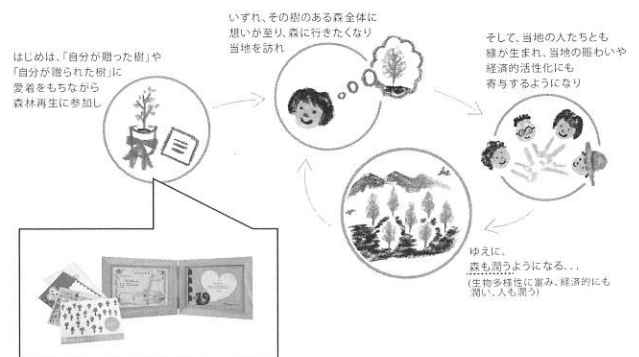 はじめは、「自分が贈った樹」や
「自分が贈られた樹」に
愛着をもちながら
森林再生に参加し
いずれ、その樹のある森全体に
想いが至り、森に行きたくなり
当地を訪れ
そして、当地の人たちとも
縁が生まれ、当地の賑わいや
経済的活性化にも
寄与するようになり
ゆえに、
森も潤うようになる...
(生物多様性に富み、経済的にも
潤い、人も潤う)